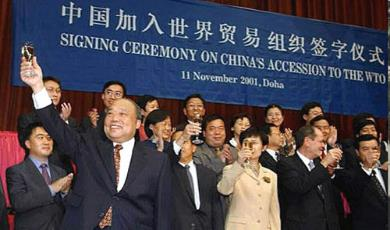 中国加入世界贸易组织签字仪式
SIGNING CEREMONY ON CHINA'S ACCESSION TO THE WTO
11 November 2001, Doha